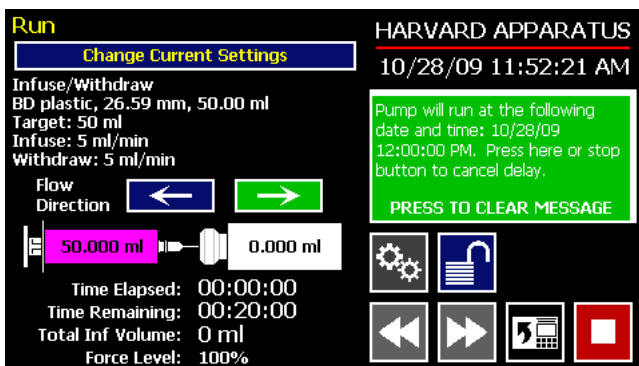 Run
Change Current Settings
Infuse/Withdraw
BD plastic, 26.59 mm, 50.00 ml
Target: 50 ml
Infuse: 5 ml/min
Withdraw: 5 ml/min
Flow
Direction
50.000 ml
0.000 ml
Time Elapsed: 00:00:00
Time Remaining: 00:20:00
Total Inf Volume: 0 ml
Force Level: 100%
HARVARD APPARATUS
10/28/09 11:52:21 AM
Pump will run at the following
date and time: 10/28/09
12:00:00 PM. Press here or stop
button to cancel delay.
PRESS TO CLEAR MESSAGE